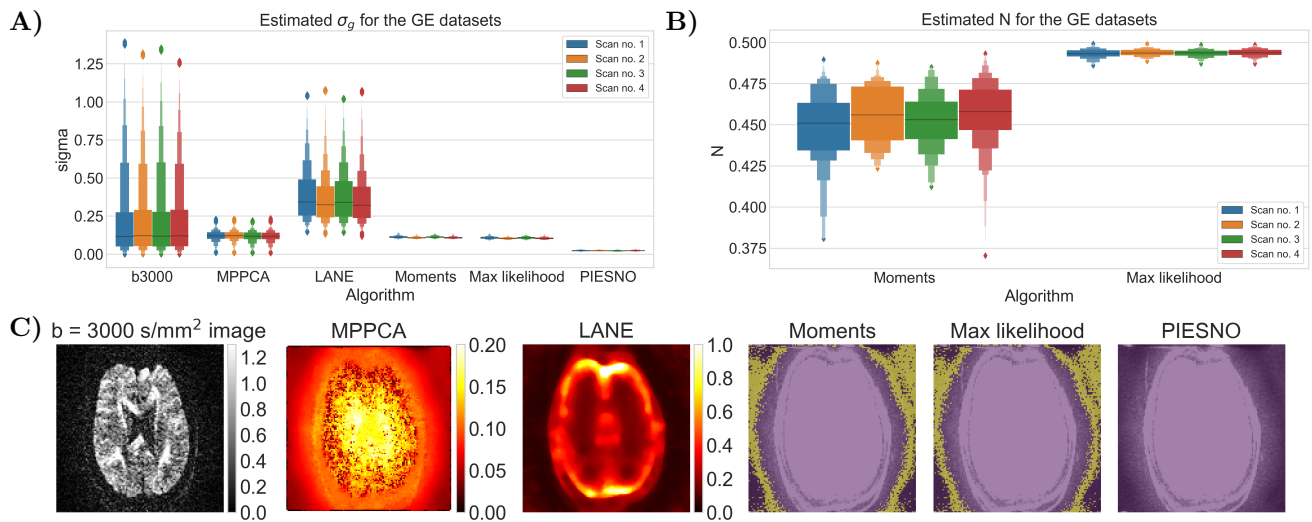 A)
Estimated σg for the GE datasets
Scan no. 1
Scan no. 2
Scan no. 3
Scan no. 4
1.25
1.00
0.75
0.50
0.25
0.00
sigma
b3000 MPPCA LANE Moments Max likelihood PIESNO
Algorithm
B)
Estimated N for the GE datasets
0.500
0.475
0.450
0.425
0.400
0.375
N
Scan no. 1
Scan no. 2
Scan no. 3
Scan no. 4
Moments Max likelihood
Algorithm
C)
b = 3000 s/mm² image
1.2
1.0
0.8
0.6
0.4
0.2
0.0
MPPCA
0.20
0.15
0.10
0.05
0.00
LANE
1.0
0.8
0.6
0.4
0.2
0.0
Moments
Max likelihood
PIESNO